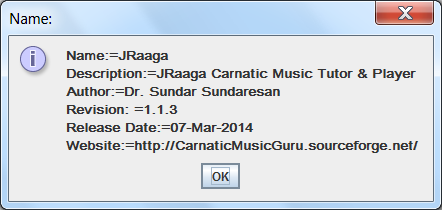 Name:
Name:=JRaaga
Description:=JRaaga Carnatic Music Tutor & Player
Author:=Dr. Sundar Sundaresan
Revision: =1.1.3
Release Date:=07-Mar-2014
Website:=http://CarnaticMusicGuru.sourceforge.net/
OK